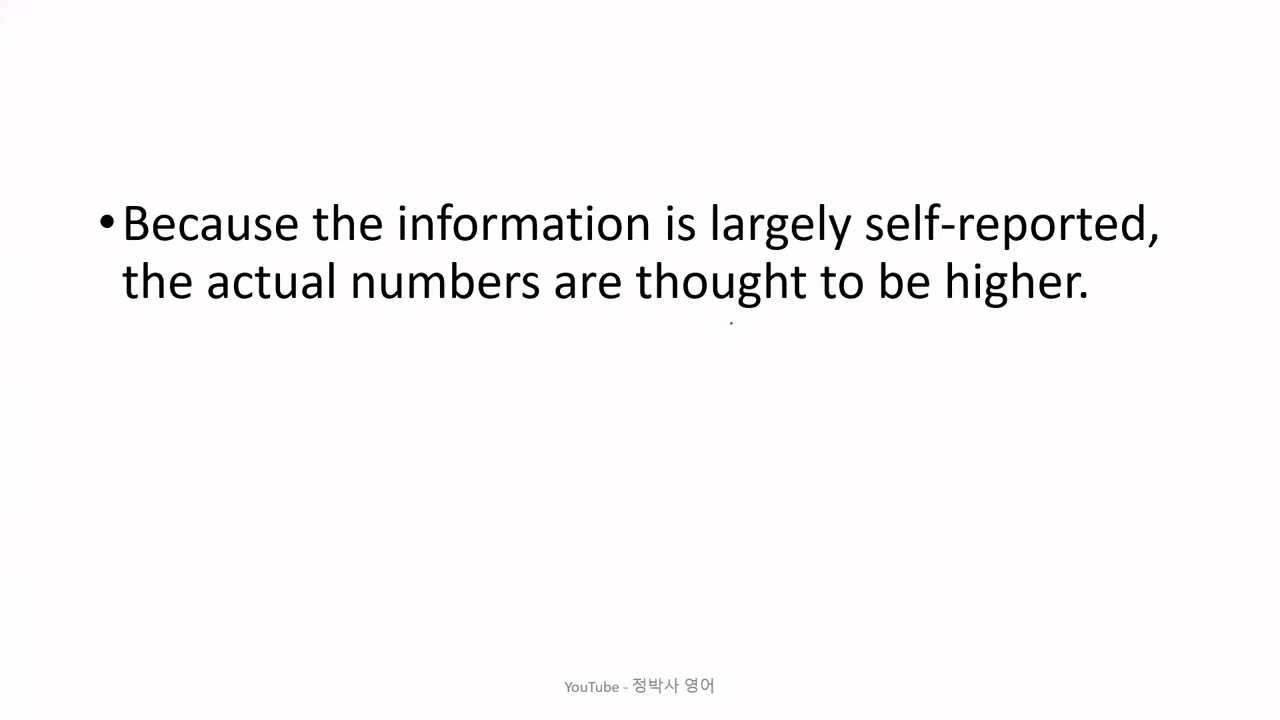 •Because the information is largely self-reported,
the actual numbers are thought to be higher.
YouTube - 정박사 영어